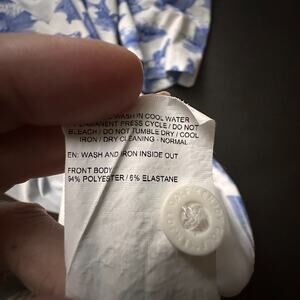 WASH IN COOL WATER
PERMANENT PRESS CYCLE / DO NOT
BLEACH / DO NOT TUMBLE DRY / COOL
IRON / DRY CLEANING - NORMAL
EN: WASH AND IRON INSIDE OUT
FRONT BODY
94% POLYESTER / 6% ELASTANE